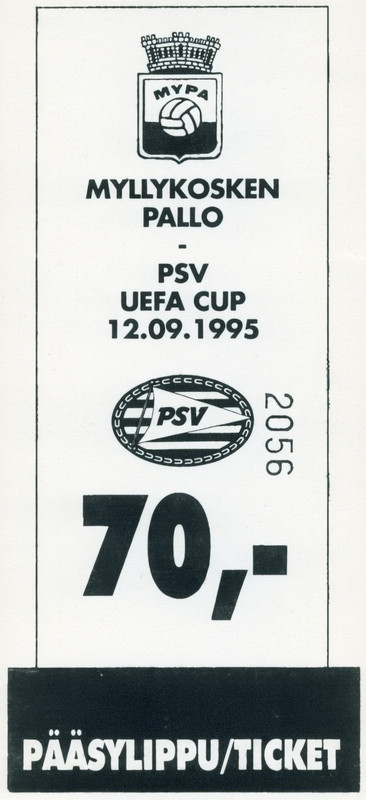 MYPA
MYLLYKOSKEN
PALLO
-
PSV
UEFA CUP
12.09.1995
PSV
2056
70,-
PÄÄSYLIPPU/TICKET